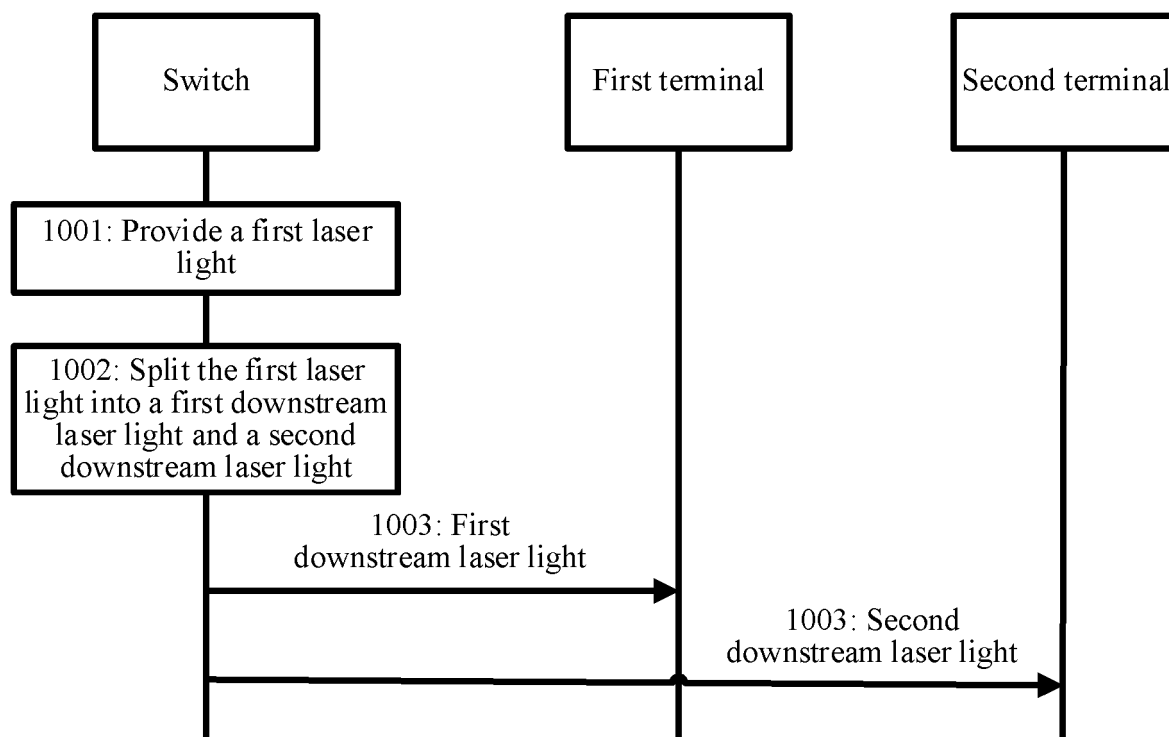 Switch
First terminal
Second terminal
1001: Provide a first laser
light
1002: Split the first laser
light into a first downstream
laser light and a second
downstream laser light
1003: First
downstream laser light
1003: Second
downstream laser light